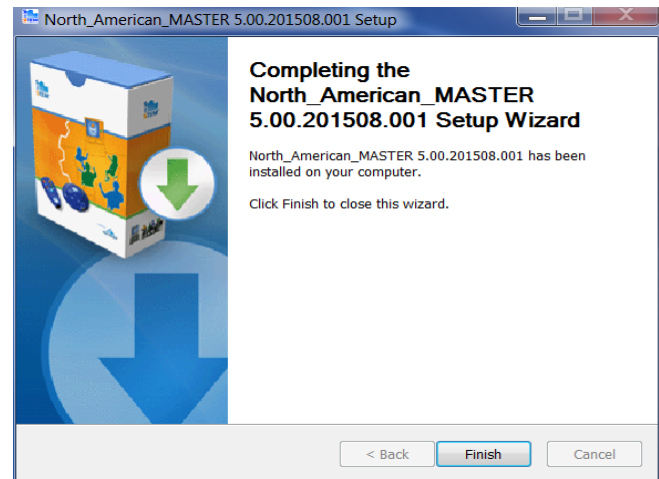 North_American_MASTER 5.00.201508.001 Setup
Completing the
North_American_MASTER
5.00.201508.001 Setup Wizard
North_American_MASTER 5.00.201508.001 has been
installed on your computer.
Click Finish to close this wizard.
< Back
Finish
Cancel